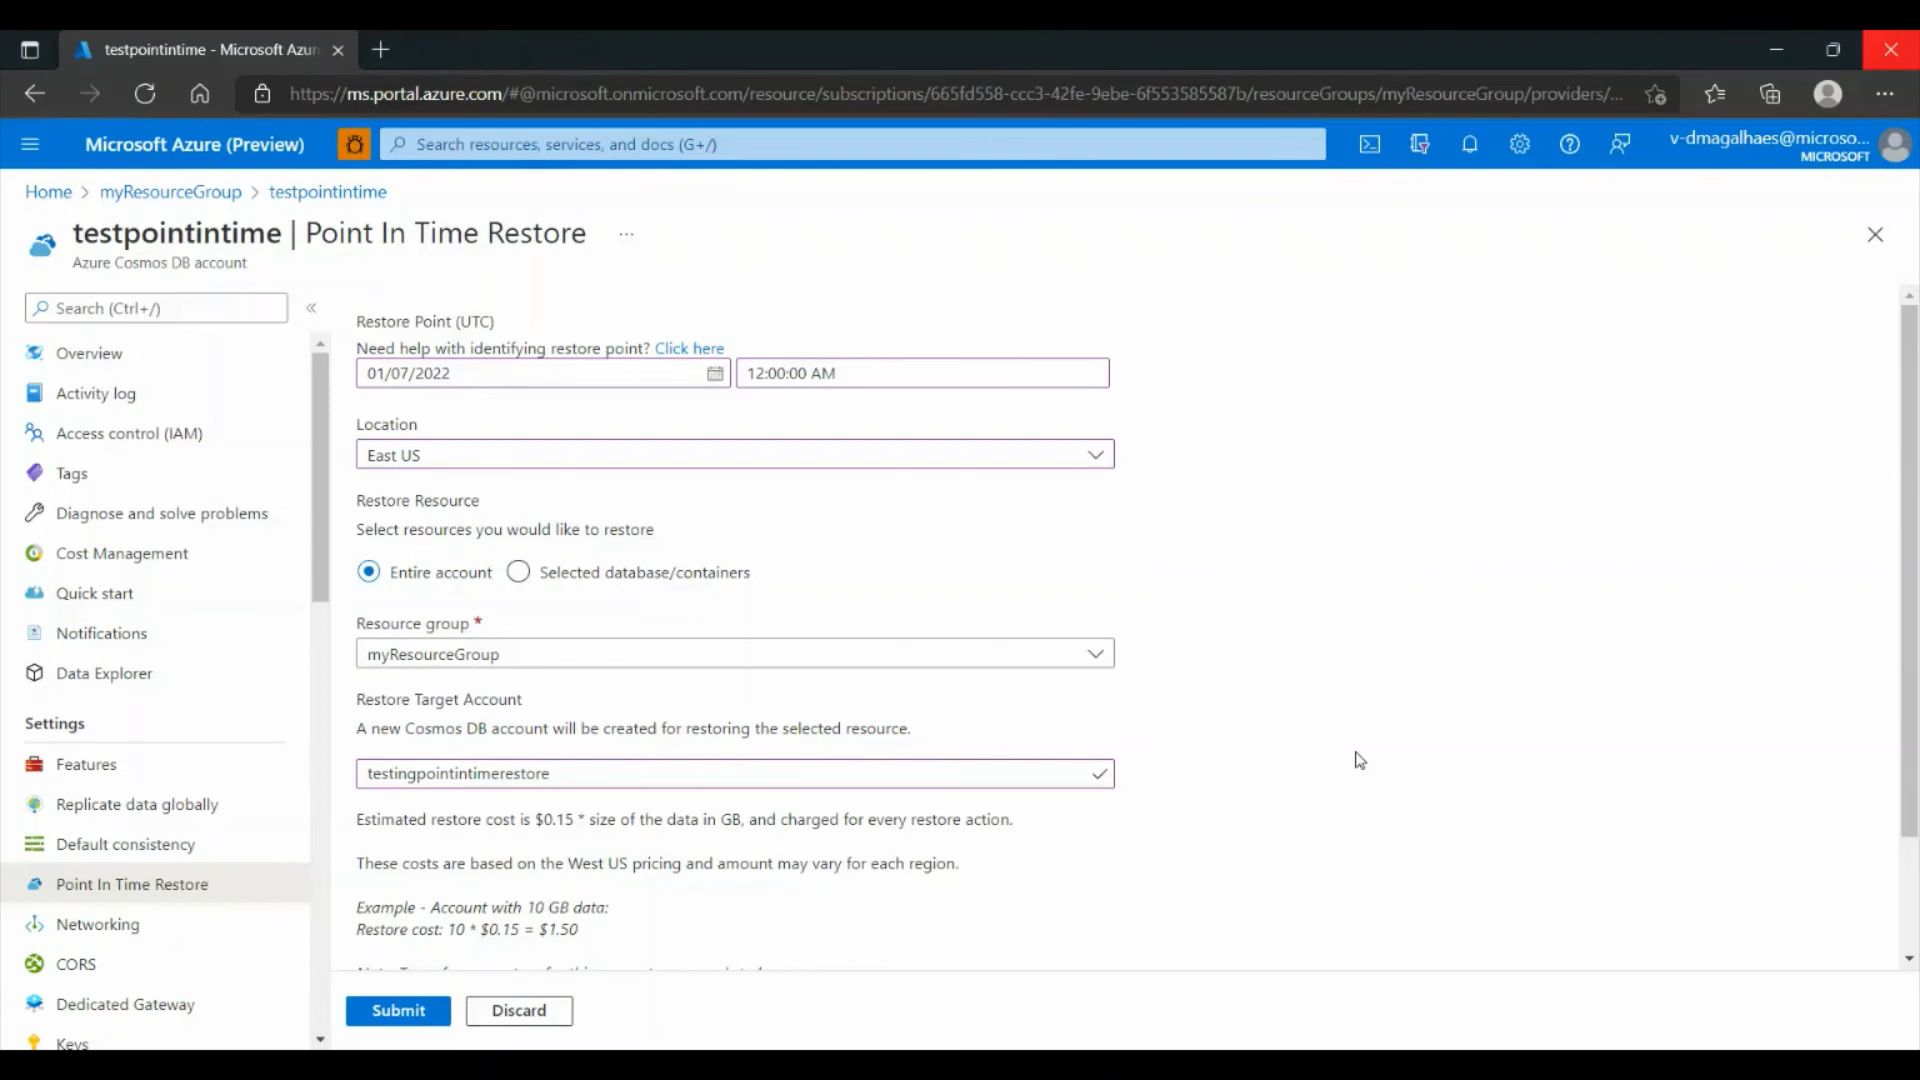 testpointintime - Microsoft Azur
https://ms.portal.azure.com/#@microsoft.onmicrosoft.com/resource/subscriptions/665fd558-ccc3-42fe-9ebe-6f553585587b/resourceGroups/myResourceGroup/providers/...
Microsoft Azure (Preview)
Search resources, services, and docs (G+/)
v-dmagalhaes@microso...
MICROSOFT
Home > myResourceGroup > testpointintime
testpointintime | Point In Time Restore ...
Azure Cosmos DB account
Search (Ctrl+/)
«
Overview
Activity log
Access control (IAM)
Tags
Diagnose and solve problems
Cost Management
Quick start
Notifications
Data Explorer
Settings
Features
Replicate data globally
Default consistency
Point In Time Restore
Networking
CORS
Dedicated Gateway
Keys
Restore Point (UTC)
Need help with identifying restore point? Click here
01/07/2022
12:00:00 AM
Location
East US
Restore Resource
Select resources you would like to restore
Entire account
Selected database/containers
Resource group *
myResourceGroup
Restore Target Account
A new Cosmos DB account will be created for restoring the selected resource.
testingpointintimerestore
Estimated restore cost is $0.15 * size of the data in GB, and charged for every restore action.
These costs are based on the West US pricing and amount may vary for each region.
Example - Account with 10 GB data:
Restore cost: 10 * $0.15 = $1.50
Submit
Discard